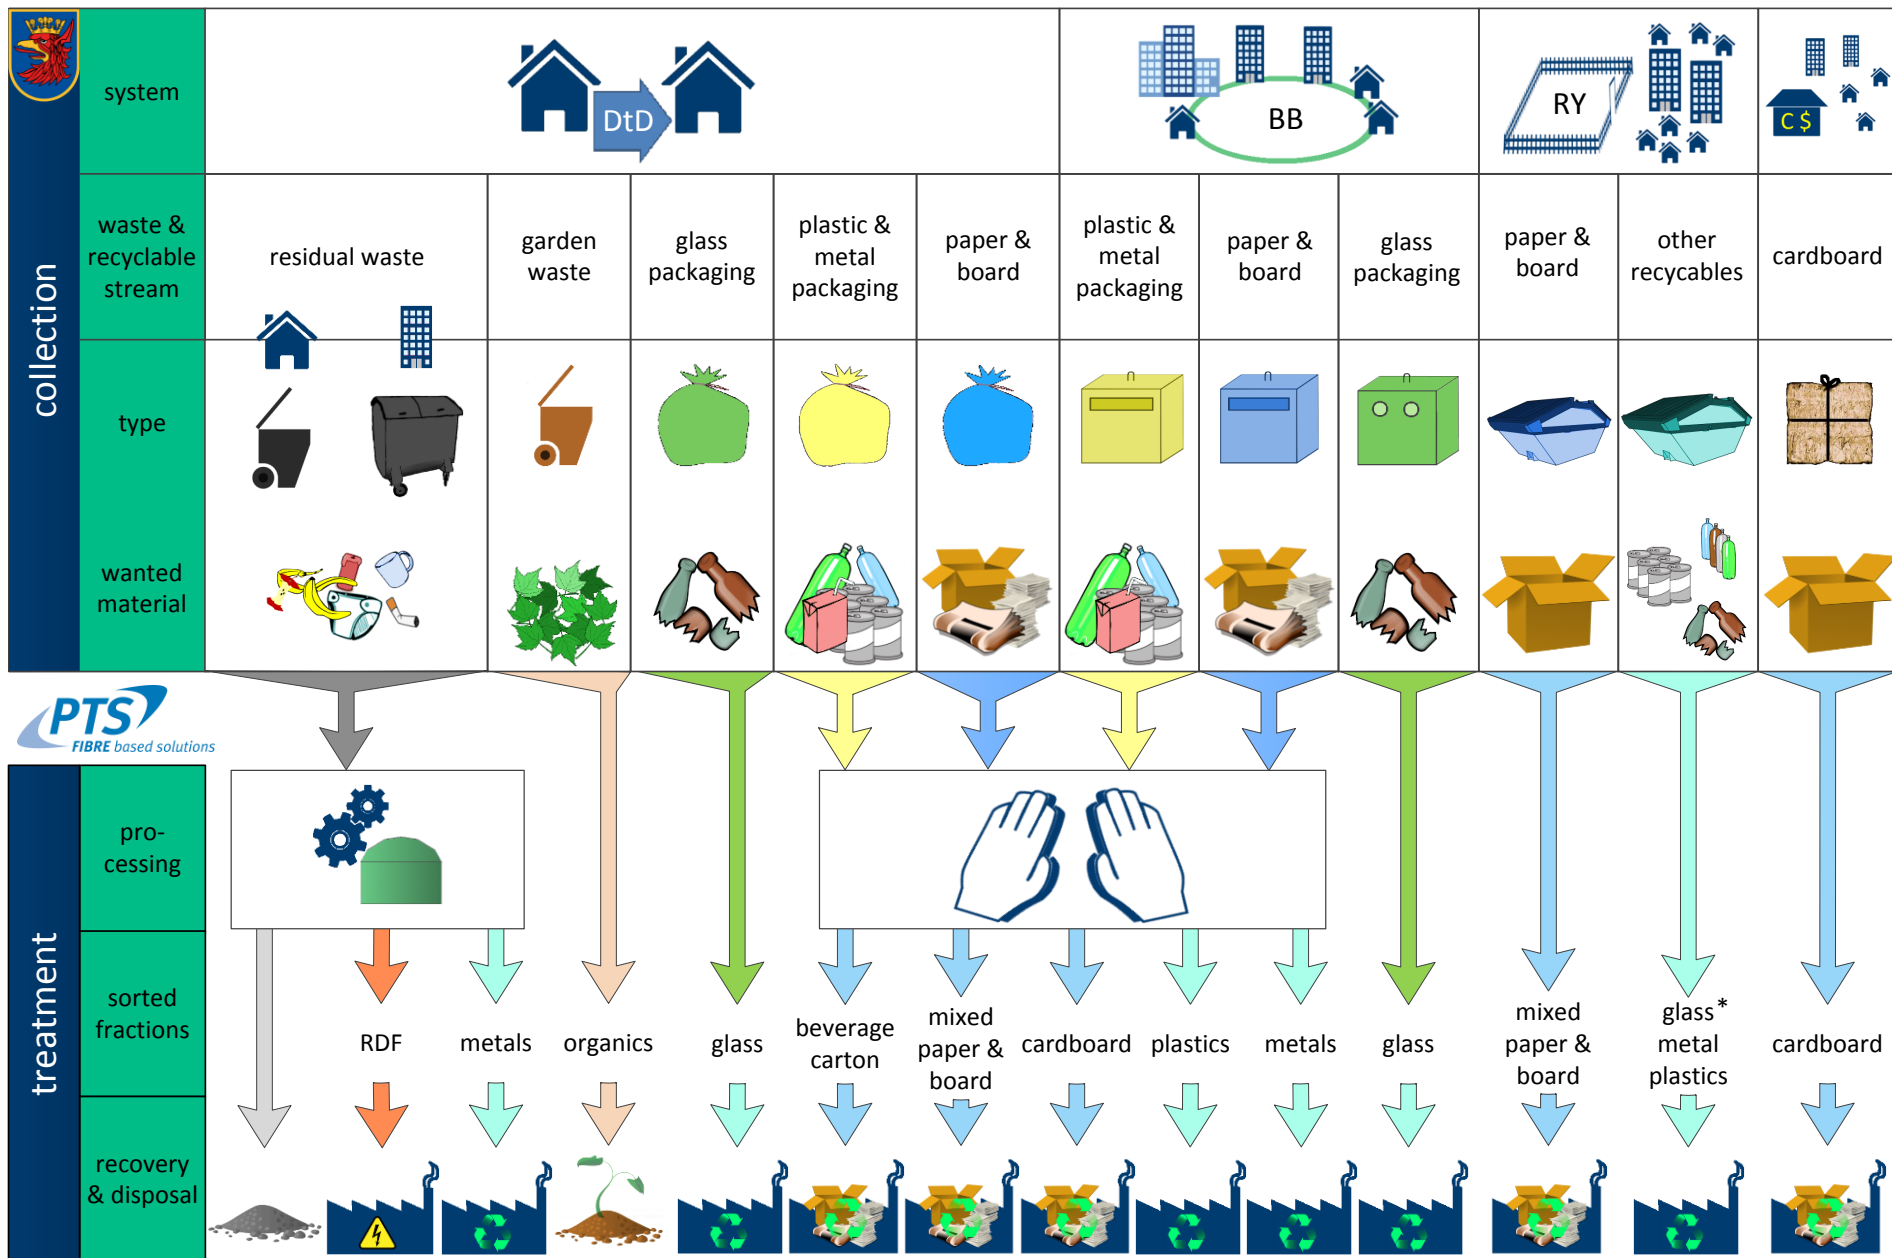 collection
system
DtD
BB
RY
C $
waste &
recyclable
stream
residual waste
garden
waste
glass
packaging
plastic &
metal
packaging
paper &
board
plastic &
metal
packaging
paper &
board
glass
packaging
paper &
board
other
recycables
cardboard
type
wanted
material
PTS
FIBRE based solutions
treatment
pro-
cessing
sorted
fractions
RDF
metals
organics
glass
beverage
carton
mixed
paper &
board
cardboard
plastics
metals
glass
mixed
paper &
board
glass*
metal
plastics
cardboard
recovery
& disposal